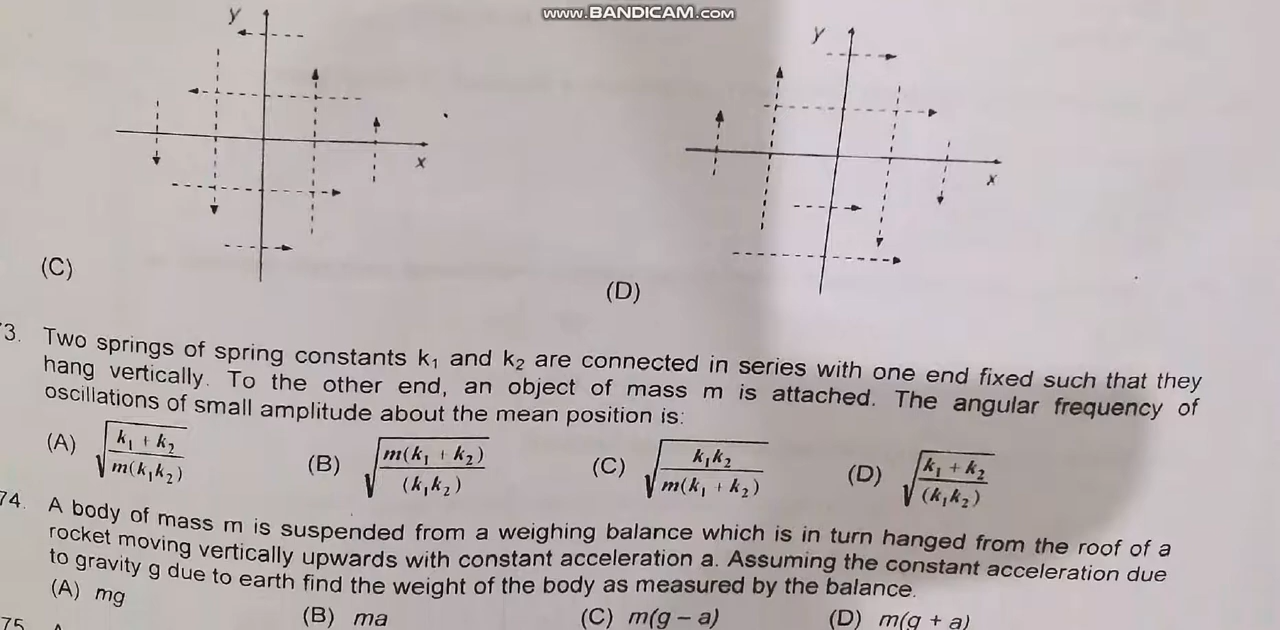 www.BANDICAM.com
y
x
(C)
y
x
(D)
3. Two springs of spring constants k₁ and k₂ are connected in series with one end fixed such that they
hang vertically. To the other end, an object of mass m is attached. The angular frequency of
oscillations of small amplitude about the mean position is:
(A) √((k₁ + k₂)/(m(k₁k₂))) (B) √((m(k₁ + k₂))/((k₁k₂))) (C) √((k₁k₂)/(m(k₁ + k₂))) (D) √((k₁ + k₂)/((k₁k₂)))
74. A body of mass m is suspended from a weighing balance which is in turn hanged from the roof of a
rocket moving vertically upwards with constant acceleration a. Assuming the constant acceleration due
to gravity g due to earth find the weight of the body as measured by the balance.
(A) mg (B) ma (C) m(g – a) (D) m(g + a)
75.